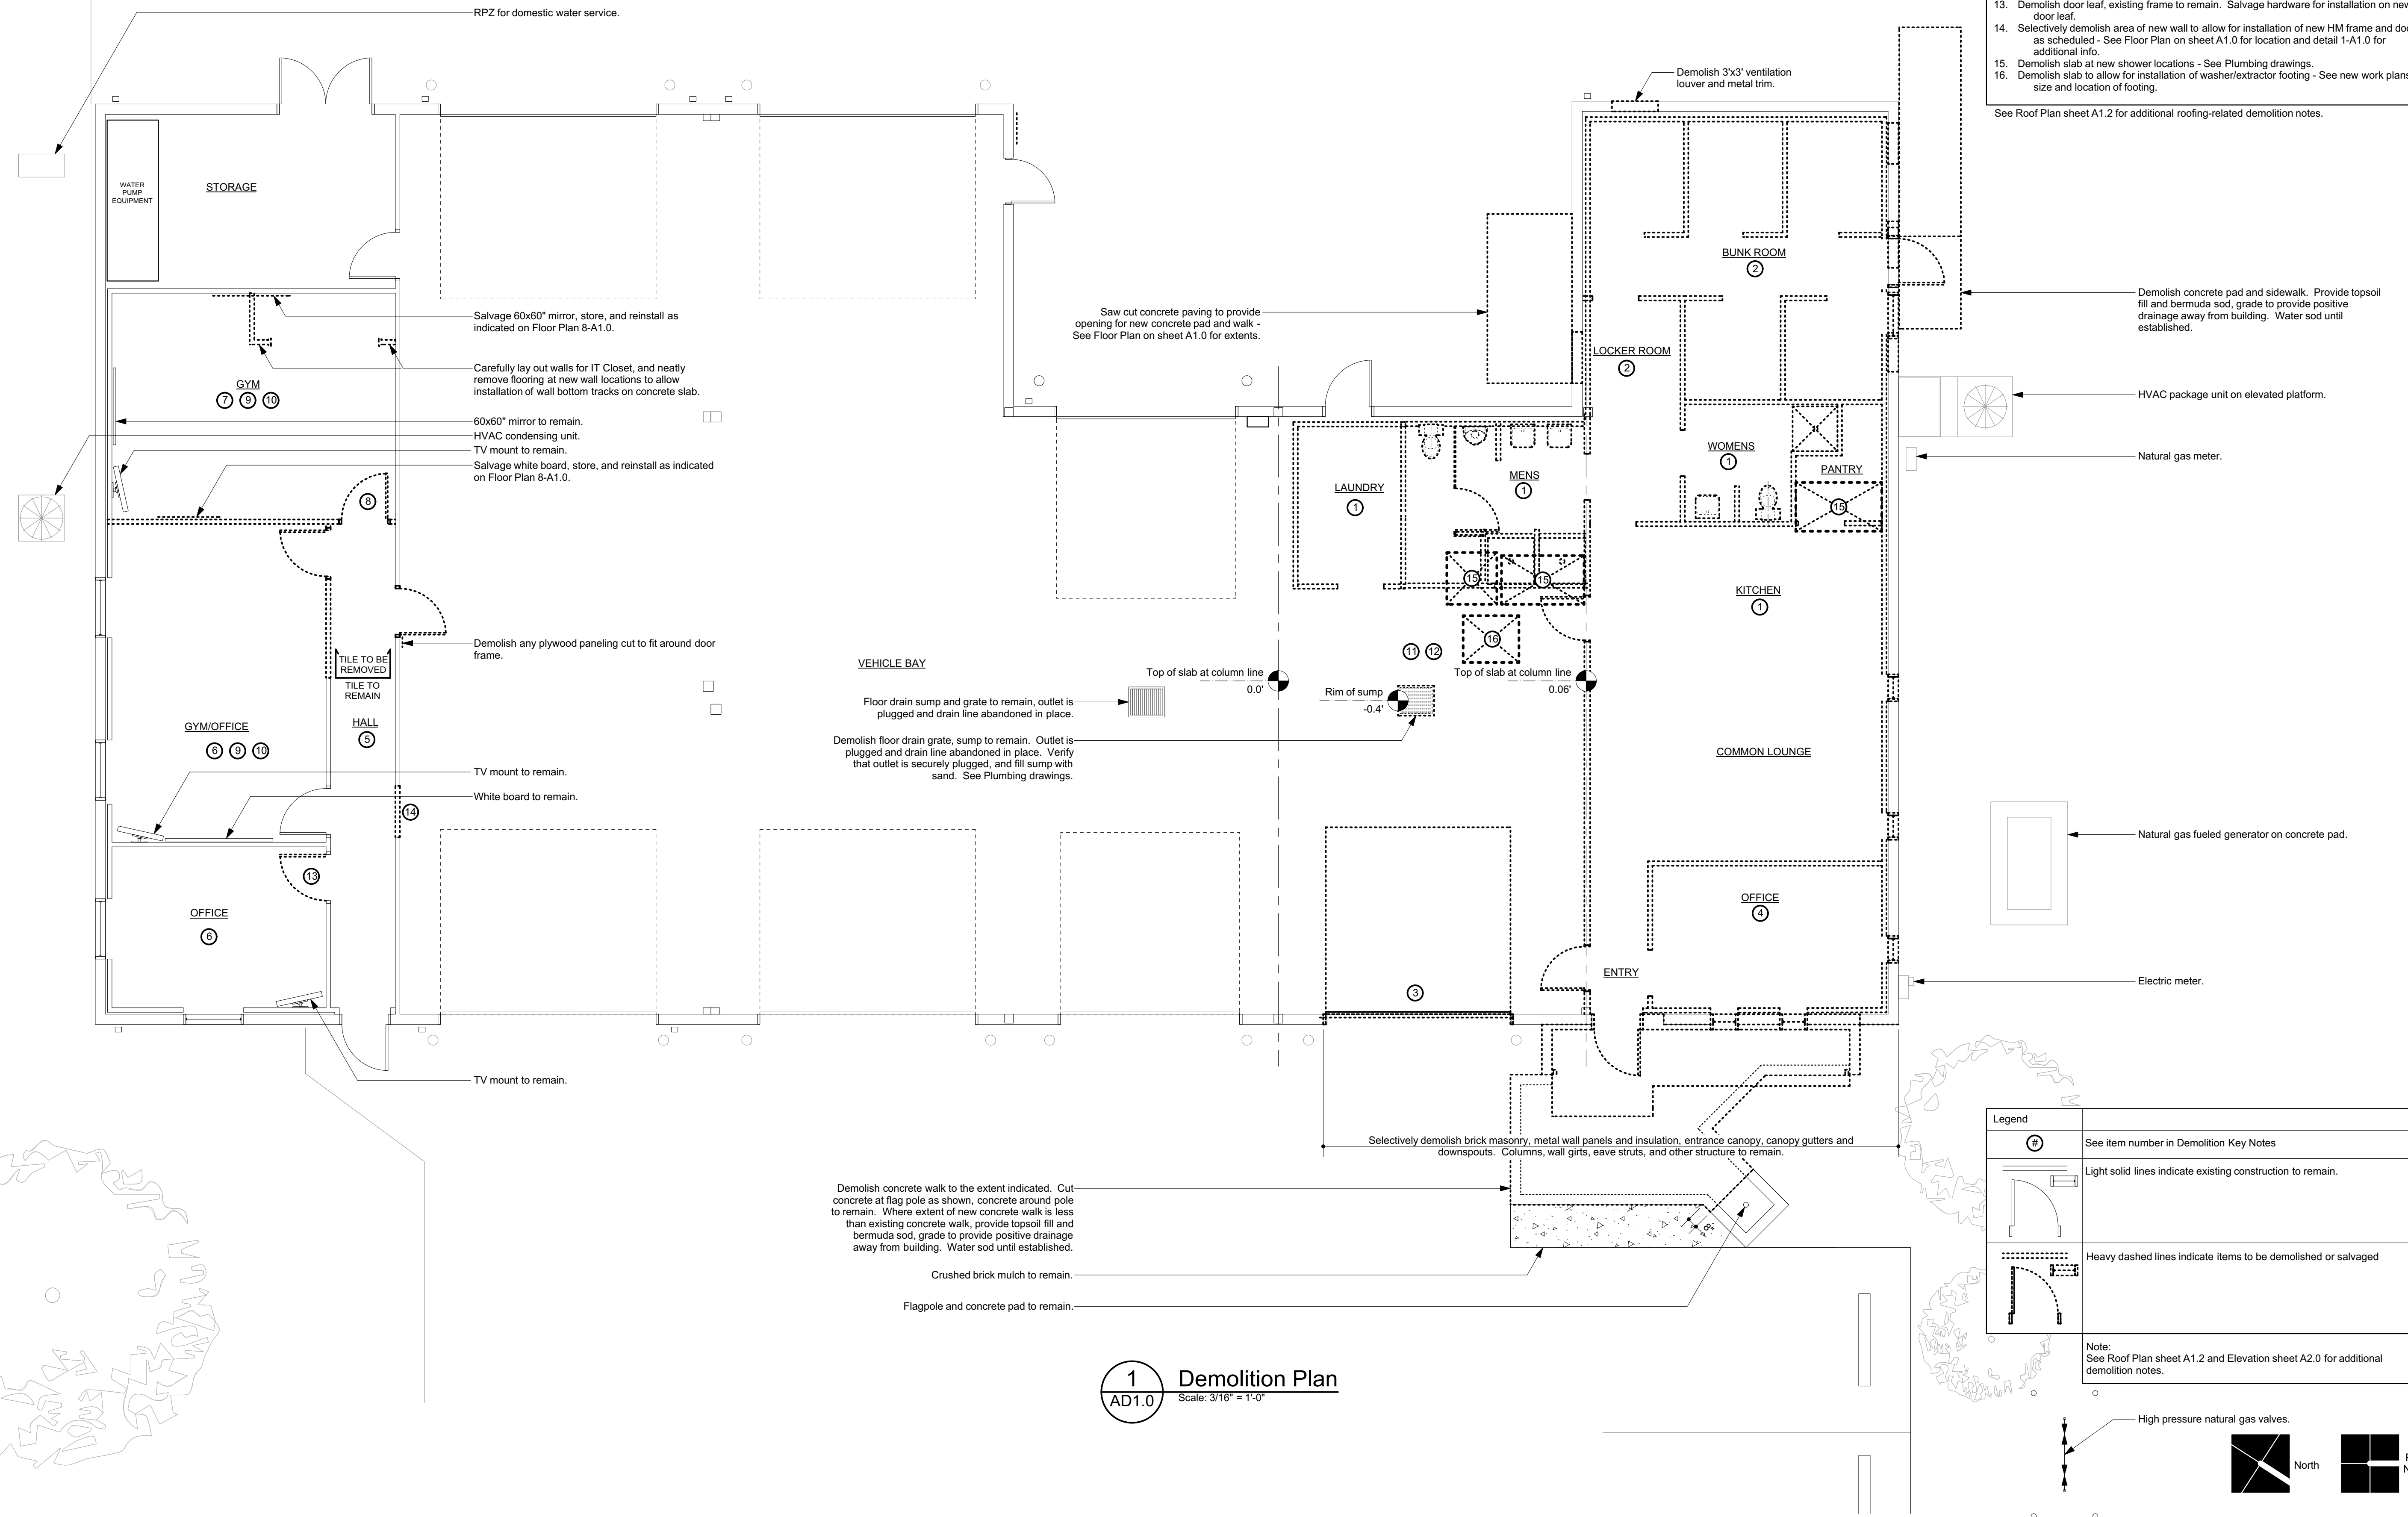 RPZ for domestic water service.
13. Demolish door leaf, existing frame to remain. Salvage hardware for installation on new
door leaf.
14. Selectively demolish area of new wall to allow for installation of new HM frame and
as scheduled - See Floor Plan on sheet A1.0 for location and detail 1-A1.0 for
additional info.
15. Demolish slab at new shower locations - See Plumbing drawings.
16. Demolish slab to allow for installation of washer/extractor footing - See new work plans
size and location of footing.
See Roof Plan sheet A1.2 for additional roofing-related demolition notes.
Demolish 3'x3' ventilation
louver and metal trim.
WATER
PUMP
EQUIPMENT
STORAGE
BUNK ROOM
2
Demolish concrete pad and sidewalk. Provide topsoil
fill and bermuda sod, grade to provide positive
drainage away from building. Water sod until
established.
Salvage 60x60" mirror, store, and reinstall as
indicated on Floor Plan 8-A1.0.
Saw cut concrete paving to provide
opening for new concrete pad and walk -
See Floor Plan on sheet A1.0 for extents.
LOCKER ROOM
2
Carefully lay out walls for IT Closet, and neatly
remove flooring at new wall locations to allow
installation of wall bottom tracks on concrete slab.
GYM
7 9 10
HVAC package unit on elevated platform.
60x60" mirror to remain.
HVAC condensing unit.
TV mount to remain.
Salvage white board, store, and reinstall as indicated
on Floor Plan 8-A1.0.
WOMENS
1
Natural gas meter.
PANTRY
15
MENS
1
LAUNDRY
1
8
15
15
KITCHEN
1
16
Demolish any plywood paneling cut to fit around door
frame.
11 12
TILE TO BE
REMOVED
TILE TO
REMAIN
VEHICLE BAY
Top of slab at column line
0.0'
Top of slab at column line
0.06'
Rim of sump
-0.4'
Floor drain sump and grate to remain, outlet is
plugged and drain line abandoned in place.
HALL
5
GYM/OFFICE
6 9 10
Demolish floor drain grate, sump to remain. Outlet is
plugged and drain line abandoned in place. Verify
that outlet is securely plugged, and fill sump with
sand. See Plumbing drawings.
COMMON LOUNGE
TV mount to remain.
White board to remain.
14
Natural gas fueled generator on concrete pad.
13
OFFICE
6
OFFICE
4
ENTRY
3
Electric meter.
TV mount to remain.
Selectively demolish brick masonry, metal wall panels and insulation, entrance canopy, canopy gutters and
downspouts. Columns, wall girts, eave struts, and other structure to remain.
Demolish concrete walk to the extent indicated. Cut
concrete at flag pole as shown, concrete around pole
to remain. Where extent of new concrete walk is less
than existing concrete walk, provide topsoil fill and
bermuda sod, grade to provide positive drainage
away from building. Water sod until established.
8"
Crushed brick mulch to remain.
Flagpole and concrete pad to remain.
Legend
# See item number in Demolition Key Notes
Light solid lines indicate existing construction to remain.
Heavy dashed lines indicate items to be demolished or salvaged
Note:
See Roof Plan sheet A1.2 and Elevation sheet A2.0 for additional
demolition notes.
1
AD1.0
Demolition Plan
Scale: 3/16" = 1'-0"
High pressure natural gas valves.
North